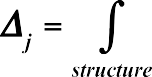 Δj = ∫
structure